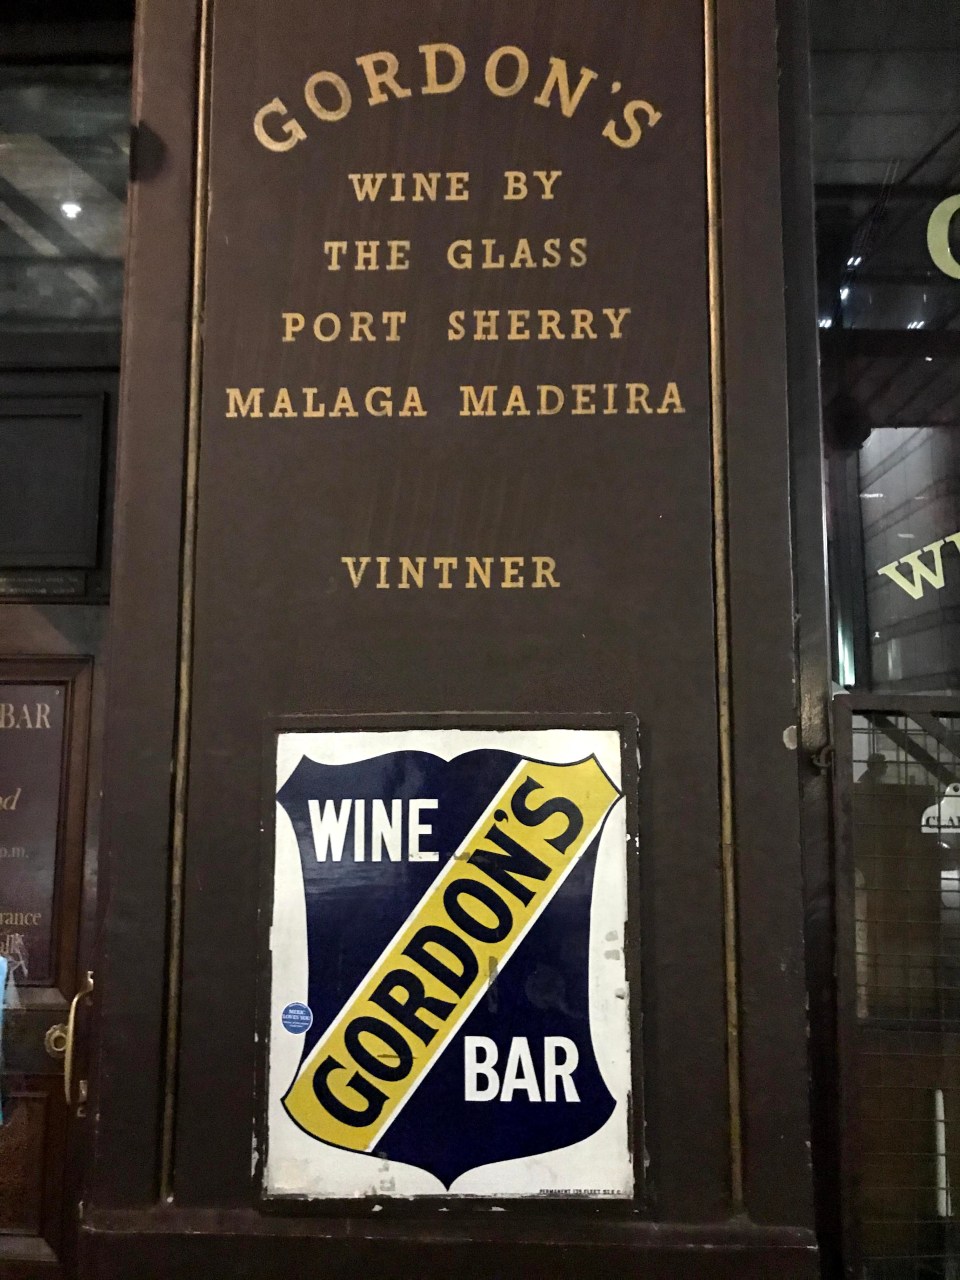 GORDON'S
WINE BY
THE GLASS
PORT SHERRY
MALAGA MADEIRA
VINTNER
WINE
GORDON'S
BAR
BAR
p.m.